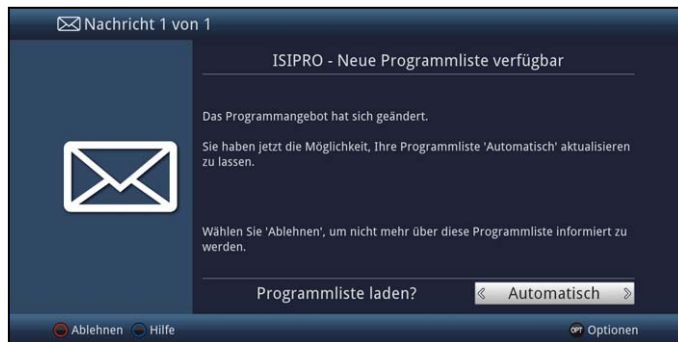 Nachricht 1 von 1
ISIPRO - Neue Programmliste verfügbar
Das Programmangebot hat sich geändert.
Sie haben jetzt die Möglichkeit, Ihre Programmliste 'Automatisch' aktualisieren
zu lassen.
Wählen Sie 'Ablehnen', um nicht mehr über diese Programmliste informiert zu
werden.
Programmliste laden? « Automatisch »
Ablehnen Hilfe OPT Optionen